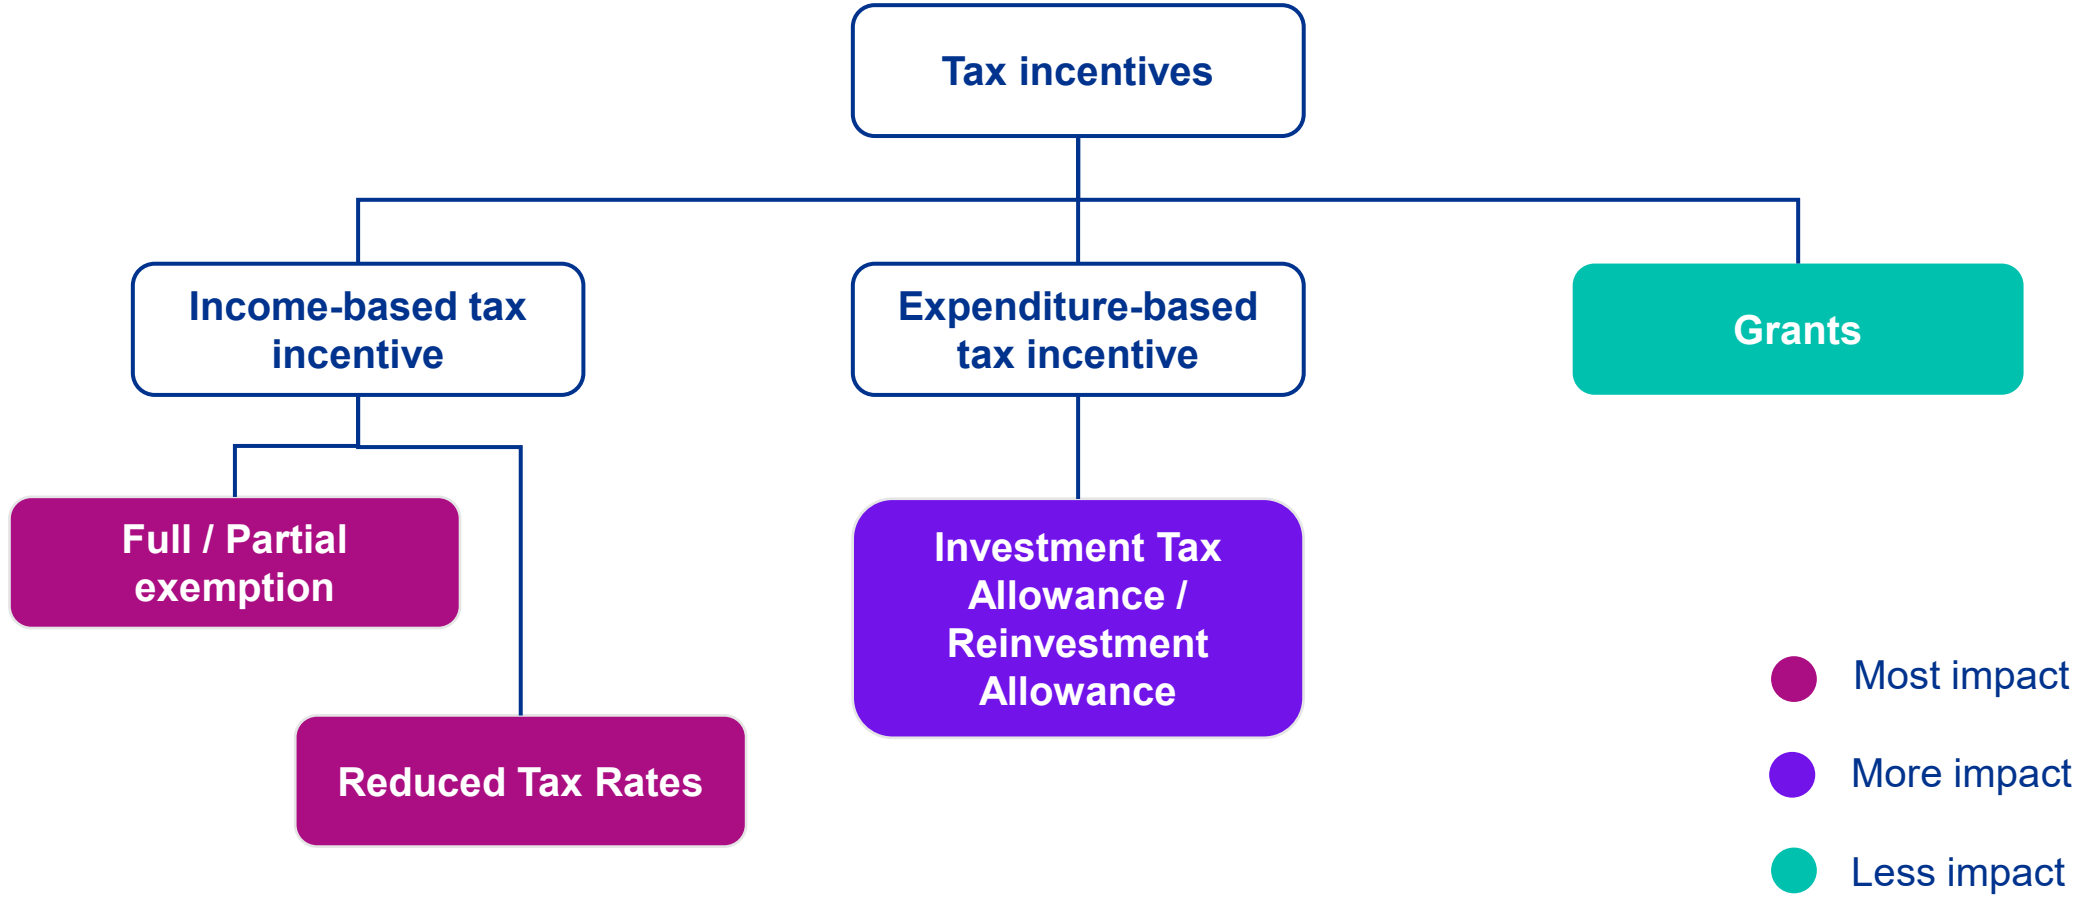 Tax incentives
Income-based tax
incentive
Expenditure-based
tax incentive
Grants
Full / Partial
exemption
Reduced Tax Rates
Investment Tax
Allowance /
Reinvestment
Allowance
Most impact
More impact
Less impact